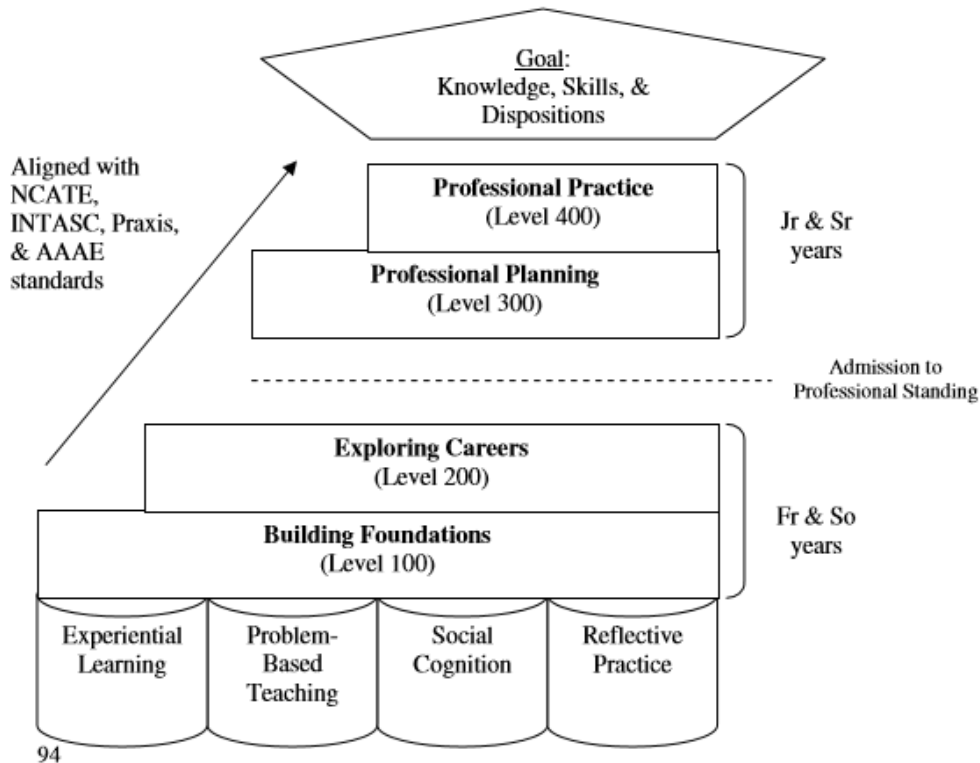 Goal:
Knowledge, Skills, &
Dispositions
Aligned with
NCATE,
INTASC, Praxis,
& AAAE
standards
Professional Practice
(Level 400)
Jr & Sr
years
Professional Planning
(Level 300)
Admission to
Professional Standing
Exploring Careers
(Level 200)
Fr & So
years
Building Foundations
(Level 100)
Experiential
Learning
Problem-
Based
Teaching
Social
Cognition
Reflective
Practice
94